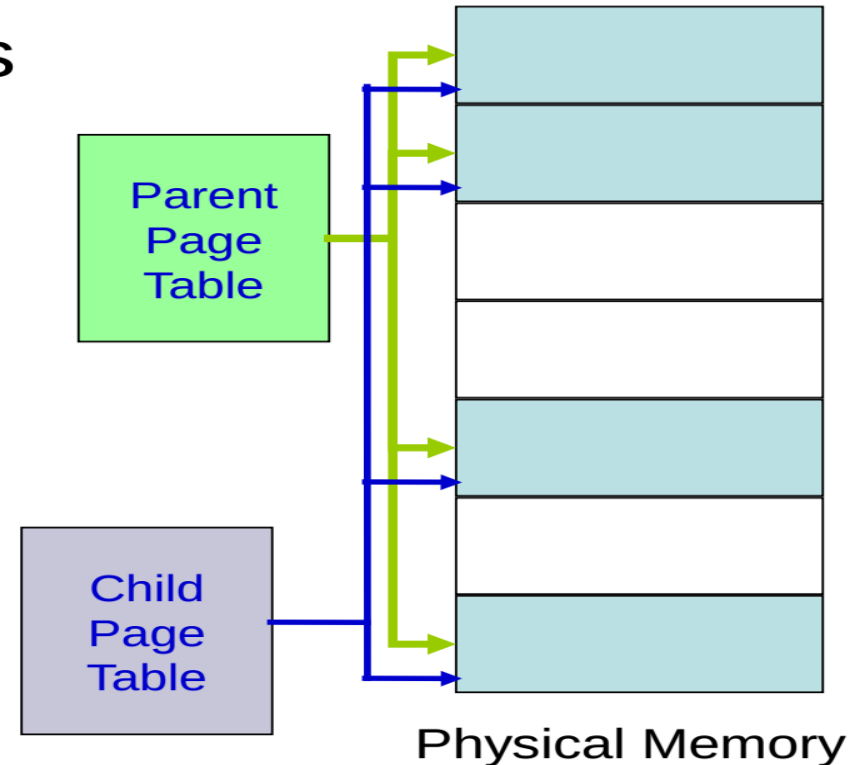 s
Parent
Page
Table
Child
Page
Table
Physical Memory